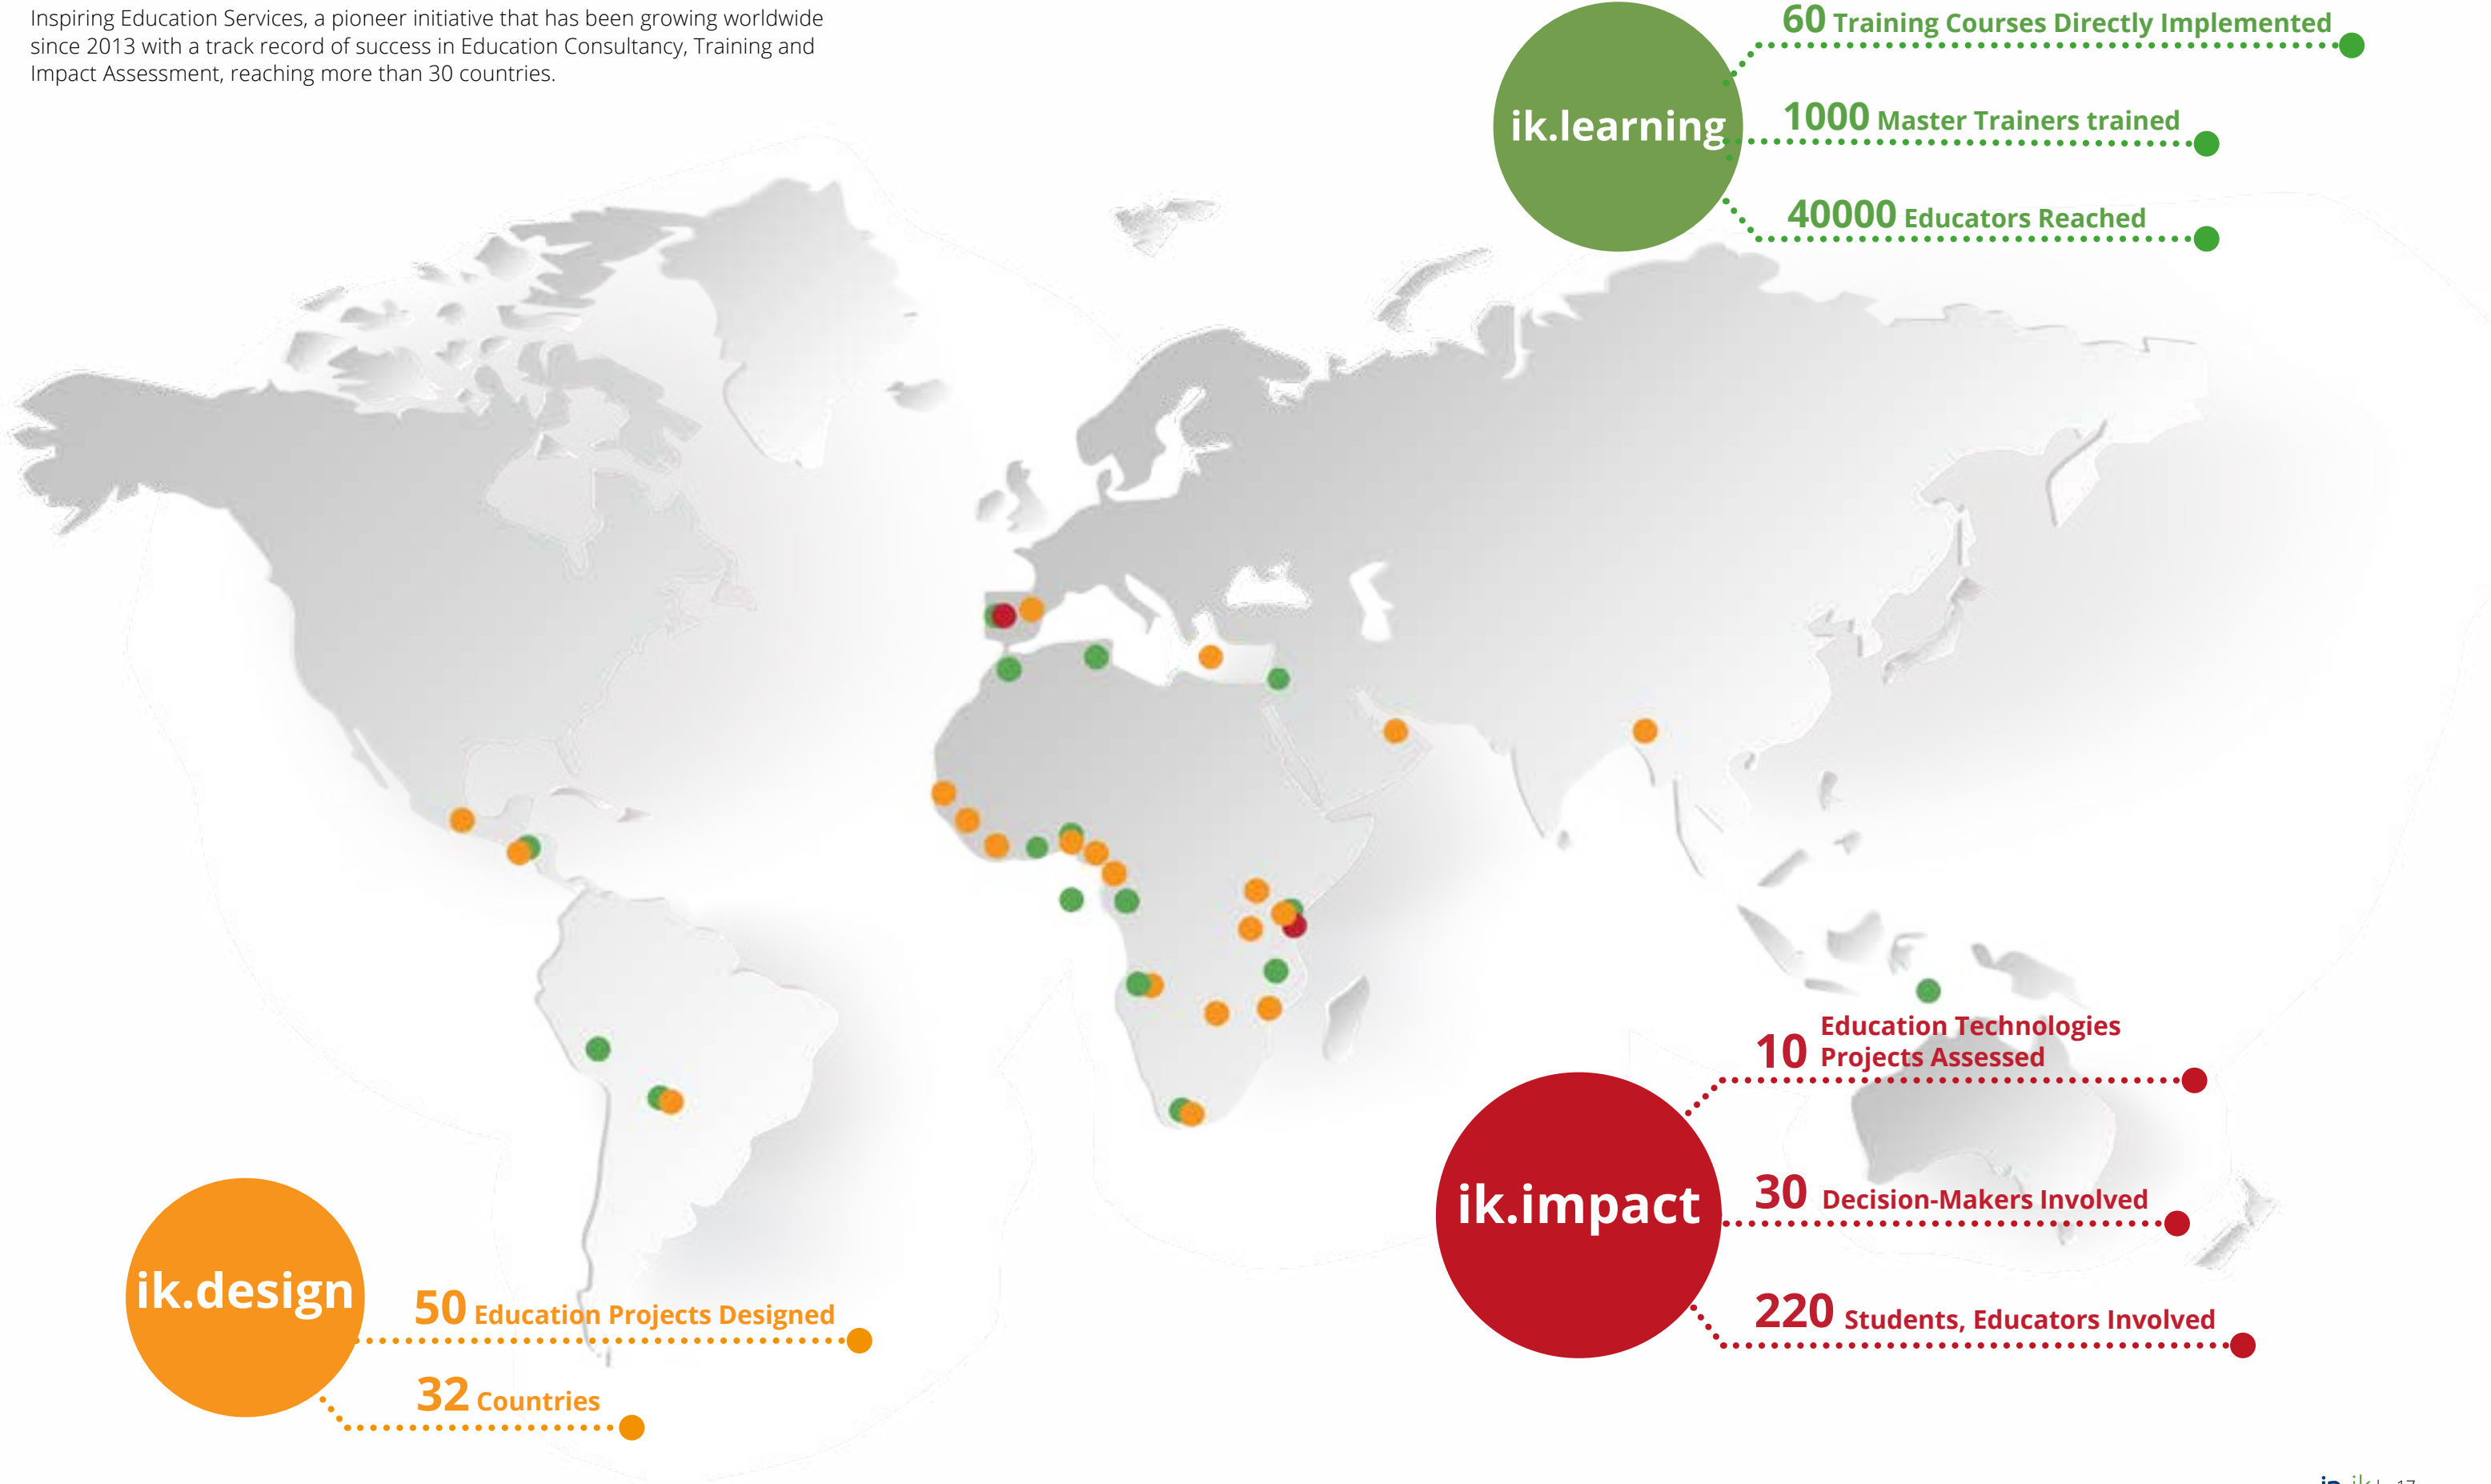 Inspiring Education Services, a pioneer initiative that has been growing worldwide
since 2013 with a track record of success in Education Consultancy, Training and
Impact Assessment, reaching more than 30 countries.
ik.learning
60 Training Courses Directly Implemented
1000 Master Trainers trained
40000 Educators Reached
ik.impact
10 Education Technologies
Projects Assessed
30 Decision-Makers Involved
220 Students, Educators Involved
ik.design
50 Education Projects Designed
32 Countries